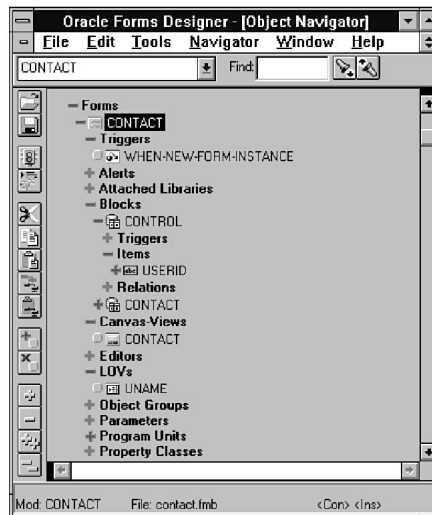 Oracle Forms Designer - [Object Navigator]
File Edit Tools Navigator Window Help
CONTACT Find:
Forms
CONTACT
Triggers
WHEN-NEW-FORM-INSTANCE
Alerts
Attached Libraries
Blocks
CONTROL
Triggers
Items
USERID
Relations
CONTACT
Canvas-Views
CONTACT
Editors
LOVs
UNAME
Object Groups
Parameters
Program Units
Property Classes
Mod: CONTACT File: contact.fmb <Con> <Ins>